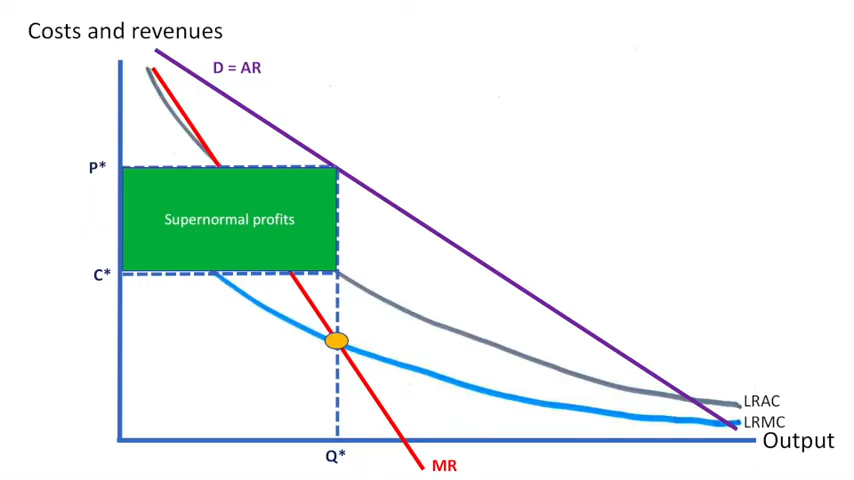 Costs and revenues
D = AR
P*
Supernormal profits
C*
LRAC
LRMC
Output
Q*
MR